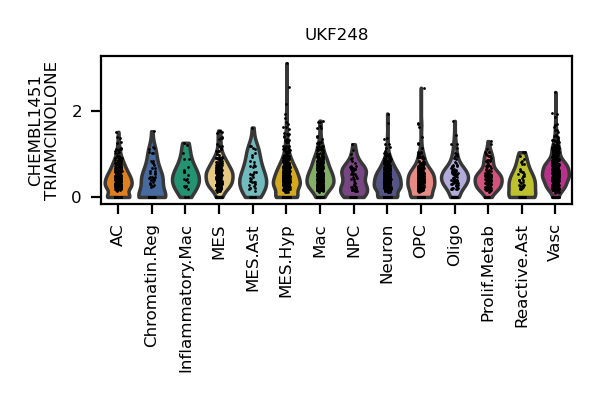 UKF248
CHEMBL1451
TRIAMCINOLONE
2
0
AC
Chromatin.Reg
Inflammatory.Mac
MES
MES.Ast
MES.Hyp
Mac
NPC
Neuron
OPC
Oligo
Prolif.Metab
Reactive.Ast
Vasc